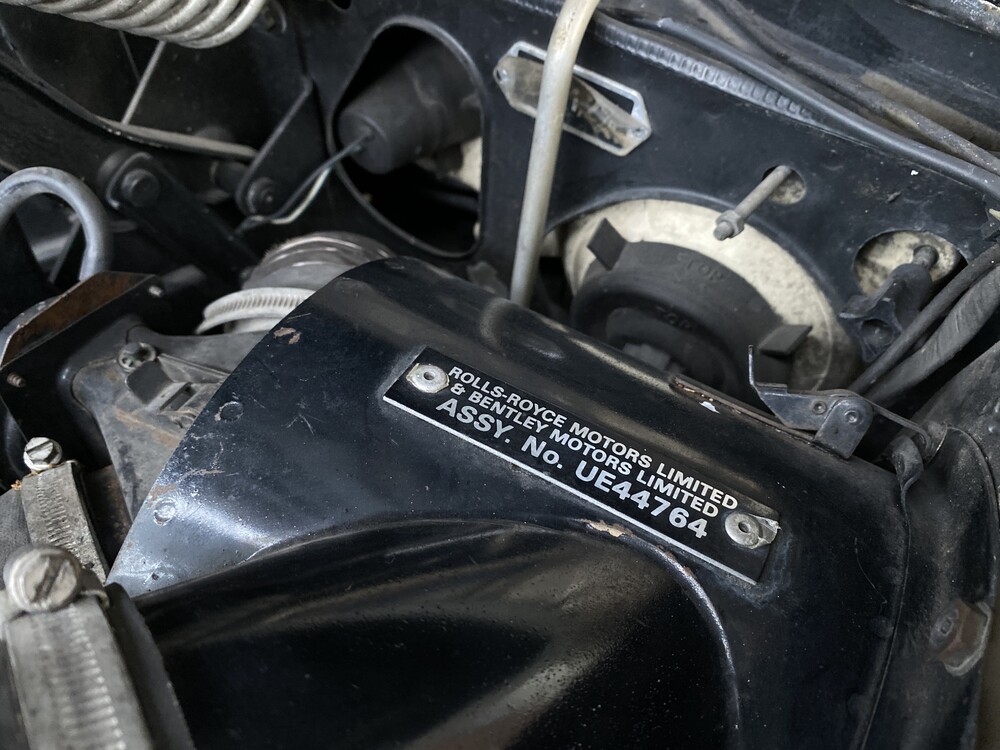 ROLLS-ROYCE MOTORS LIMITED
& BENTLEY MOTORS LIMITED
ASSY. No. UE44764